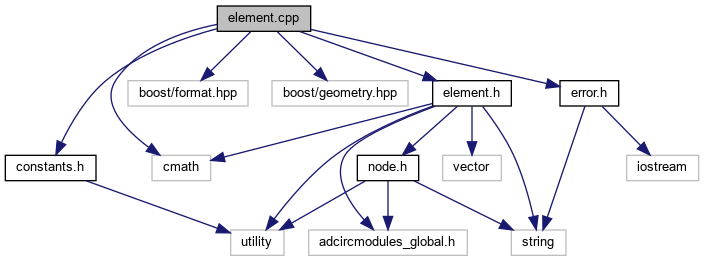 element.cpp
boost/format.hpp
boost/geometry.hpp
element.h
error.h
constants.h
cmath
node.h
vector
iostream
utility
adcircmodules_global.h
string